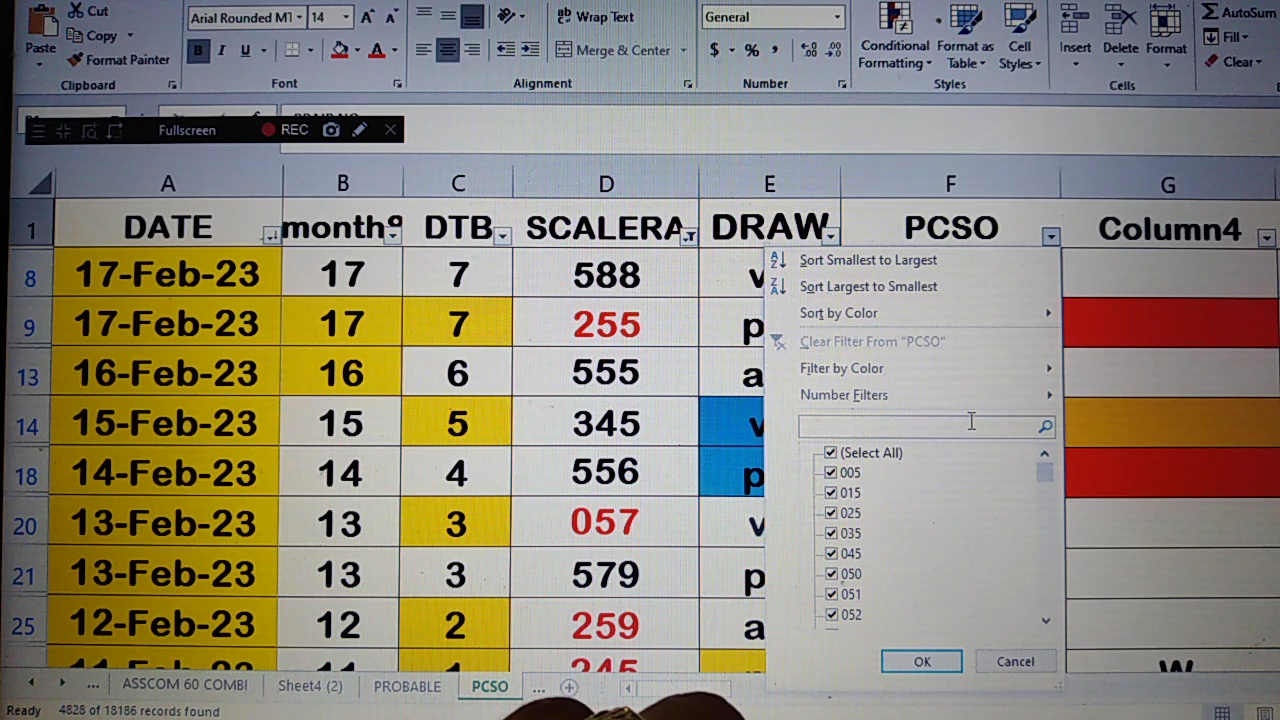 Cut
Copy
Format Painter
Paste
Clipboard
Arial Rounded MT 14 A A
B I U A
Font
ab Wrap Text
Merge & Center
Alignment
General
$ % ,
Number
Conditional Formatting
Format as Table
Cell Styles
Styles
Insert
Delete
Format
Cells
AutoSum
Fill
Clear
Fullscreen REC
A B C D E F G
1 DATE DTB SCALERA DRAW PCSO Column4
8 17-Feb-23 17 7 588 v
9 17-Feb-23 17 7 255 p
13 16-Feb-23 16 6 555 a
14 15-Feb-23 15 5 345 v
18 14-Feb-23 14 4 556 p
20 13-Feb-23 13 3 057 v
21 13-Feb-23 13 3 579 p
25 12-Feb-23 12 2 259 a
W
Sort Smallest to Largest
Sort Largest to Smallest
Sort by Color
Clear Filter From "PCSO"
Filter by Color
Number Filters
(Select All)
005
015
025
035
045
050
051
052
OK Cancel
... ASSCOM 60 COMBI Sheet4 (2) PROBABLE PCSO ...
Ready 4828 of 18186 records found